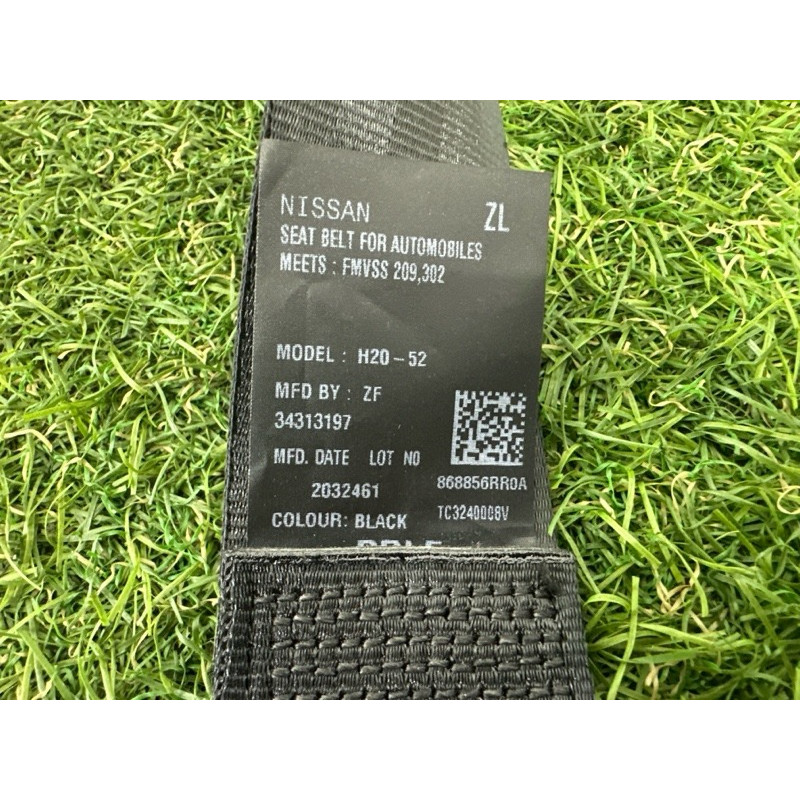 NISSAN ZL
SEAT BELT FOR AUTOMOBILES
MEETS : FMVSS 209,302
MODEL : H20-52
MFD BY : ZF
34313197
MFD. DATE LOT NO
2032461 868856RR0A
COLOUR: BLACK TC3240008V